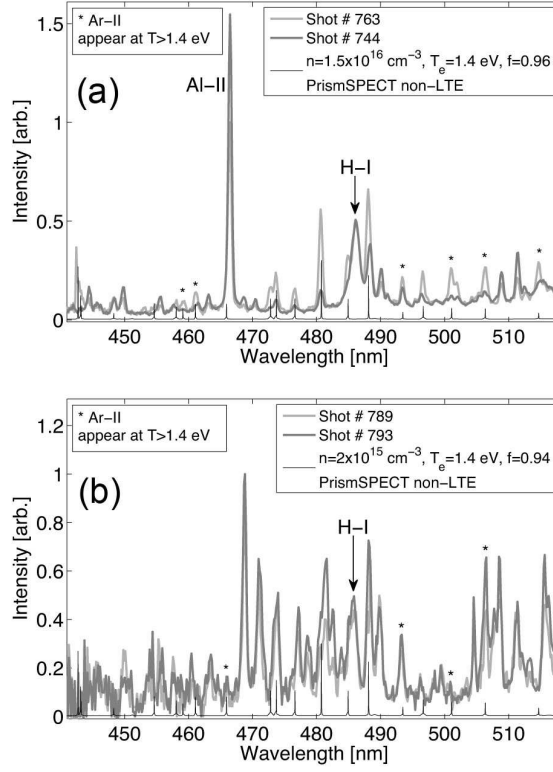 * Ar−II
appear at T>1.4 eV
Shot # 763
Shot # 744
n=1.5x10^16 cm^−3, T_e=1.4 eV, f=0.96
PrismSPECT non−LTE
(a)
Al−II
H−I
* * * * * *
Intensity [arb.]
1.5
1
0.5
0
450 460 470 480 490 500 510
Wavelength [nm]
* Ar−II
appear at T>1.4 eV
Shot # 789
Shot # 793
n=2x10^15 cm^−3, T_e=1.4 eV, f=0.94
PrismSPECT non−LTE
(b)
H−I
* * * *
Intensity [arb.]
1.2
1
0.8
0.6
0.4
0.2
0
450 460 470 480 490 500 510
Wavelength [nm]